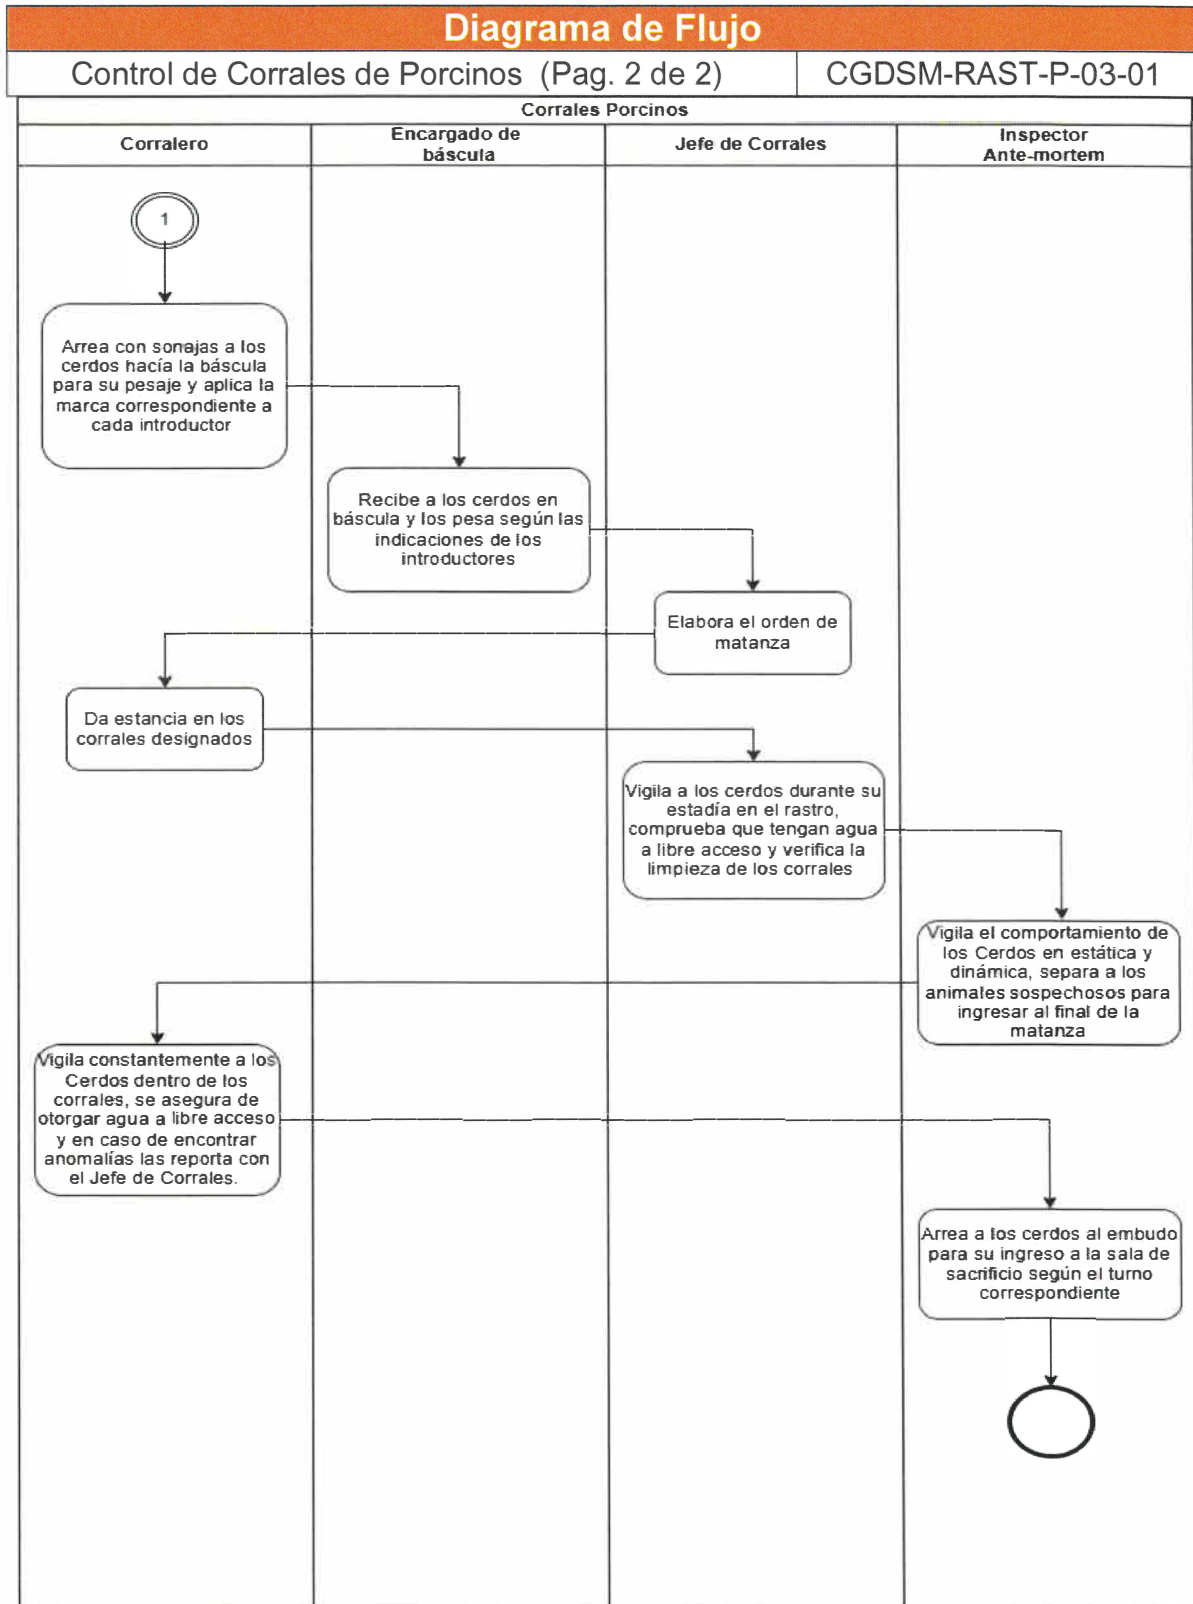 Diagrama de Flujo
Control de Corrales de Porcinos (Pag. 2 de 2)
CGDSM-RAST-P-03-01
Corrales Porcinos
Corralero
Encargado de
báscula
Jefe de Corrales
Inspector
Ante-mortem
1
Arrea con sonajas a los
cerdos hacía la báscula
para su pesaje y aplica la
marca correspondiente a
cada introductor
Recibe a los cerdos en
báscula y los pesa según las
indicaciones de los
introductores
Elabora el orden de
matanza
Da estancia en los
corrales designados
Vigila a los cerdos durante su
estadía en el rastro,
comprueba que tengan agua
a libre acceso y verifica la
limpieza de los corrales
Vigila el comportamiento de
los Cerdos en estática y
dinámica, separa a los
animales sospechosos para
ingresar al final de la
matanza
Vigila constantemente a los
Cerdos dentro de los
corrales, se asegura de
otorgar agua a libre acceso
y en caso de encontrar
anomalías las reporta con
el Jefe de Corrales.
Arrea a los cerdos al embudo
para su ingreso a la sala de
sacrificio según el turno
correspondiente